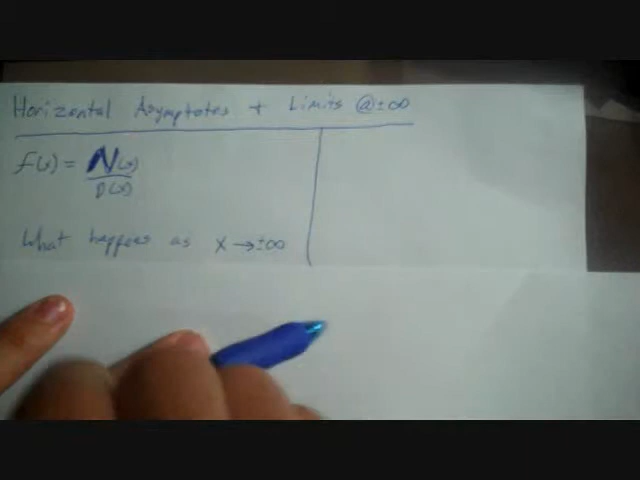 Horizontal Asymptotes + Limits @ ±∞
f(x) = N(x)
D(x)
What happens as x → ±∞